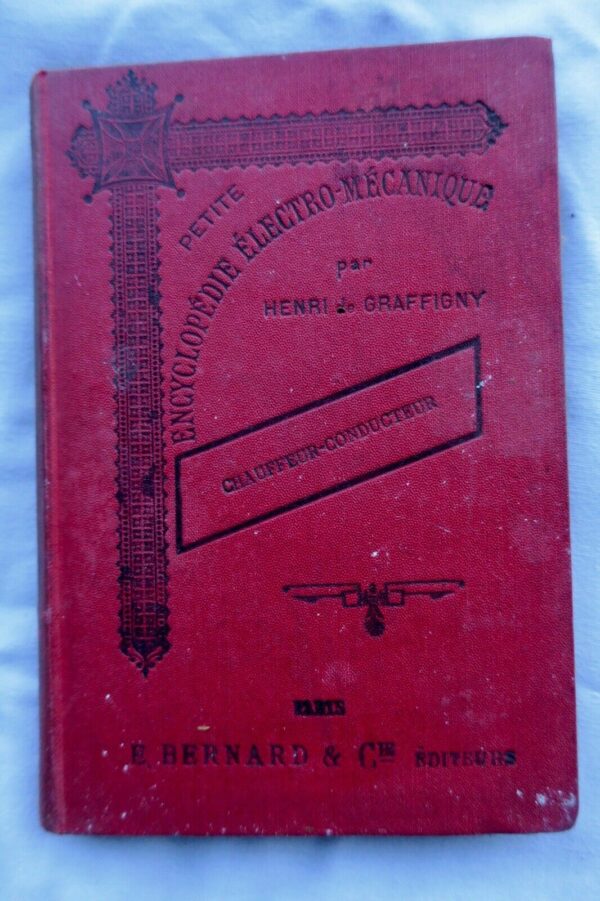 PETITE
ENCYCLOPÉDIE ÉLECTRO-MÉCANIQUE
par
HENRI de GRAFFIGNY
CHAUFFEUR-CONDUCTEUR
PARIS
E. BERNARD & Cie ÉDITEURS